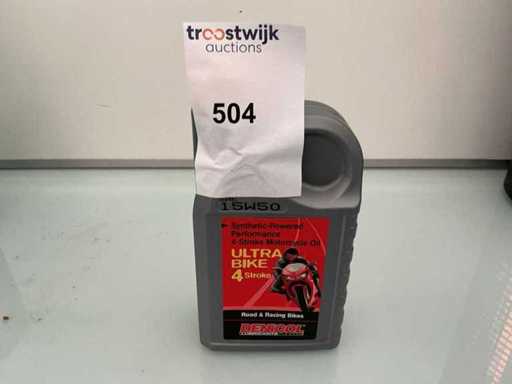 troostwijk
auctions
504
15W50
Synthetic-Powered
Performance
4-Stroke Motorcycle Oil
ULTRA
BIKE
4 Stroke
Road & Racing Bikes
DENICOL
LUBRICANTS